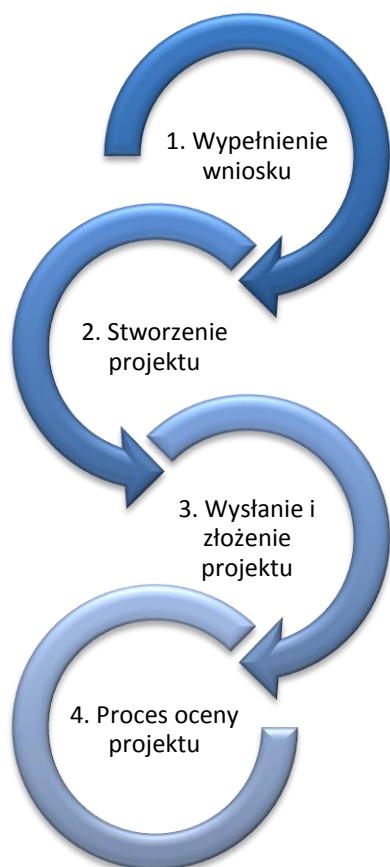 1. Wypełnienie
wniosku
2. Stworzenie
projektu
3. Wysłanie i
złożenie
projektu
4. Proces oceny
projektu